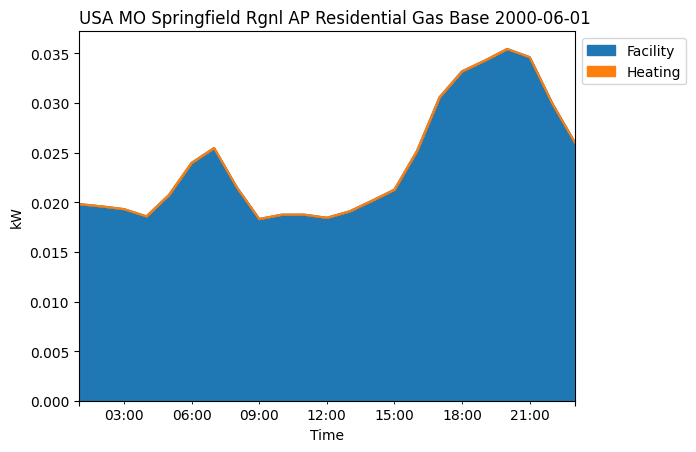 USA MO Springfield Rgnl AP Residential Gas Base 2000-06-01
Facility
Heating
0.035
0.030
0.025
0.020
0.015
0.010
0.005
0.000
kW
03:00 06:00 09:00 12:00 15:00 18:00 21:00
Time